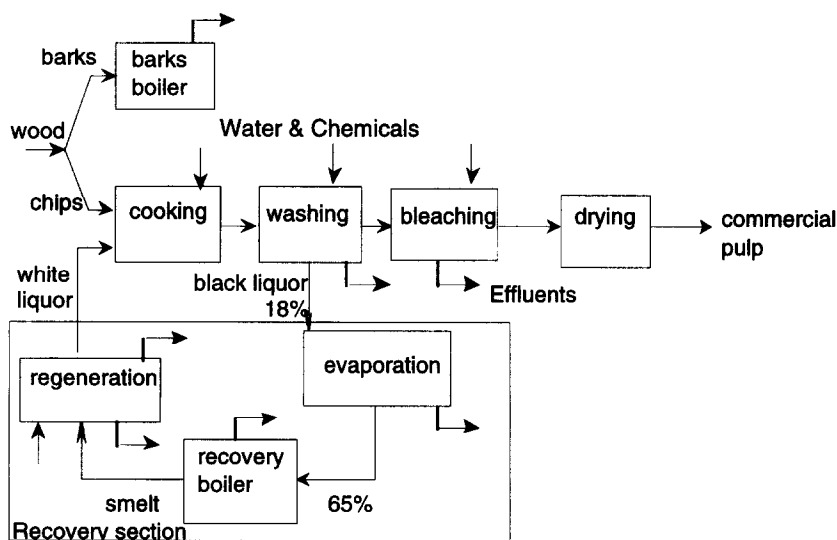 barks
barks
boiler
wood
Water & Chemicals
chips
cooking
washing
bleaching
drying
commercial
pulp
white
liquor
black liquor
18%
Effluents
regeneration
evaporation
recovery
boiler
smelt
65%
Recovery section